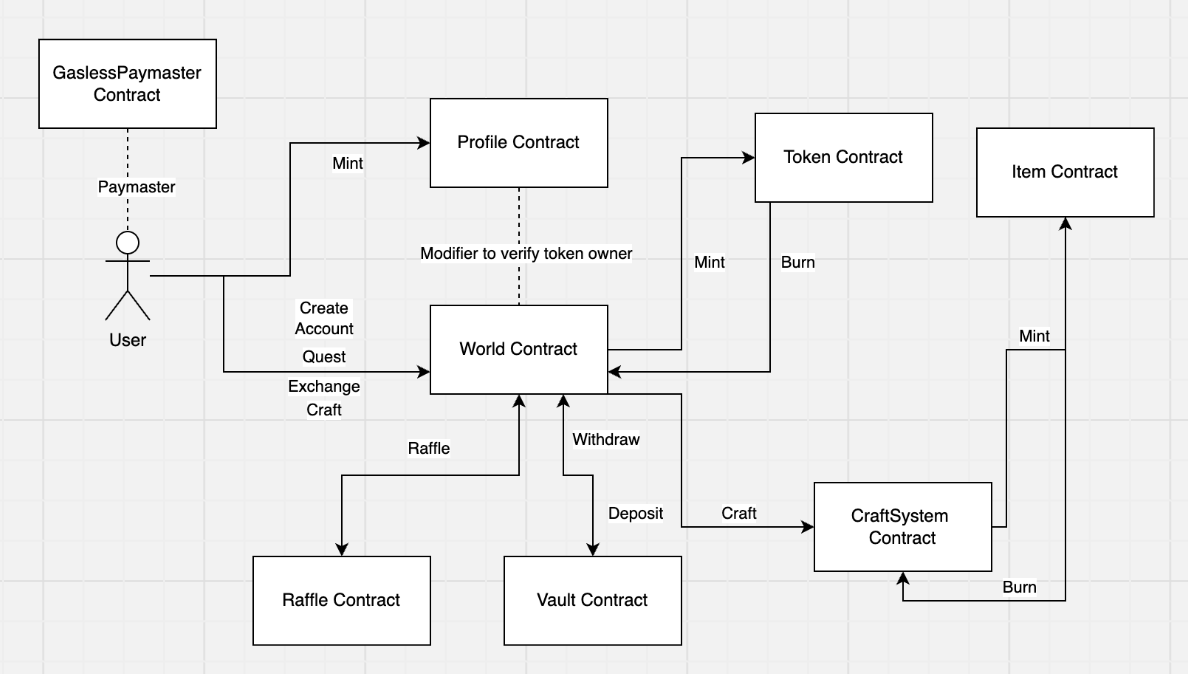 GaslessPaymaster
Contract
Paymaster
User
Mint
Profile Contract
Modifier to verify token owner
Create
Account
Quest
Exchange
Craft
World Contract
Mint
Burn
Token Contract
Item Contract
Raffle
Withdraw
Deposit
Craft
Mint
CraftSystem
Contract
Burn
Raffle Contract
Vault Contract